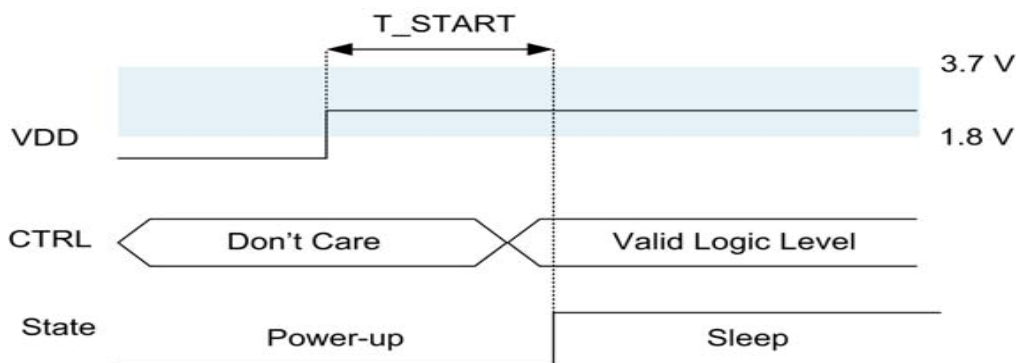 T_START
3.7 V
VDD
1.8 V
CTRL
Don't Care
Valid Logic Level
State
Power-up
Sleep